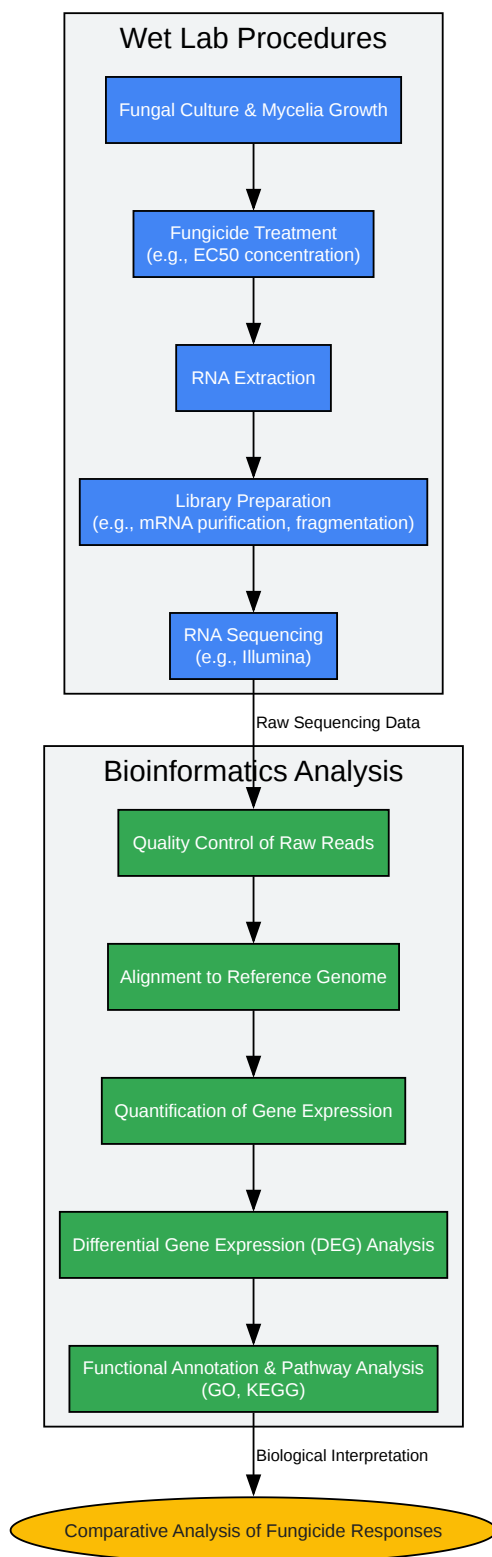 Wet Lab Procedures
Fungal Culture & Mycelia Growth
Fungicide Treatment
(e.g., EC50 concentration)
RNA Extraction
Library Preparation
(e.g., mRNA purification, fragmentation)
RNA Sequencing
(e.g., Illumina)
Raw Sequencing Data
Bioinformatics Analysis
Quality Control of Raw Reads
Alignment to Reference Genome
Quantification of Gene Expression
Differential Gene Expression (DEG) Analysis
Functional Annotation & Pathway Analysis
(GO, KEGG)
Biological Interpretation
Comparative Analysis of Fungicide Responses